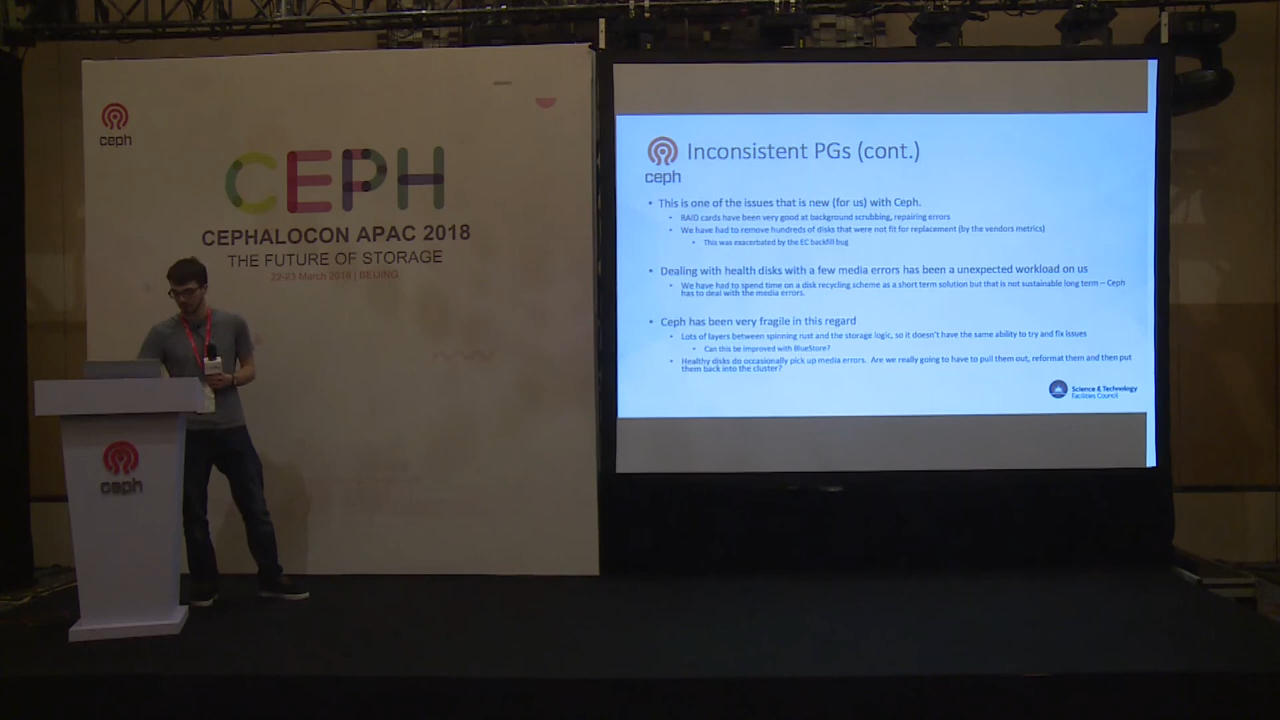 ceph
CEPH
CEPHALOCON APAC 2018
THE FUTURE OF STORAGE
22-23 March 2018 | BEIJING
ceph
Inconsistent PGs (cont.)
ceph
• This is one of the issues that is new (for us) with Ceph.
• RAID cards have been very good at background scrubbing, repairing errors
• We have had to remove hundreds of disks that were not fit for replacement (by the vendors metrics)
• This was exacerbated by the EC backfill bug
• Dealing with health disks with a few media errors has been a unexpected workload on us
• We have had to spend time on a disk recycling scheme as a short term solution but that is not sustainable long term – Ceph
has to deal with the media errors.
• Ceph has been very fragile in this regard
• Lots of layers between spinning rust and the storage logic, so it doesn't have the same ability to try and fix issues
• Can this be improved with BlueStore?
• Healthy disks do occasionally pick up media errors. Are we really going to have to pull them out, reformat them and then put
them back into the cluster?
Science & Technology
Facilities Council